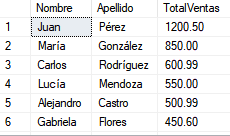 Nombre Apellido TotalVentas
1 Juan Pérez 1200.50
2 María González 850.00
3 Carlos Rodríguez 600.99
4 Lucía Mendoza 550.00
5 Alejandro Castro 500.99
6 Gabriela Flores 450.60